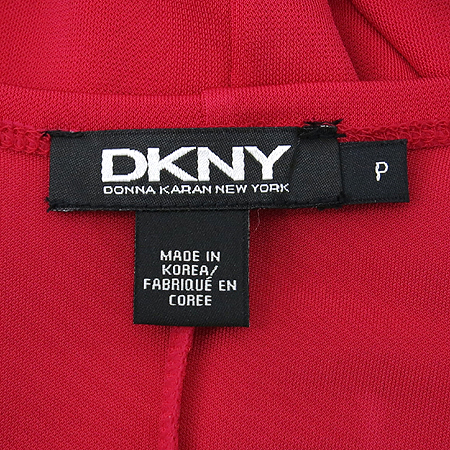 DKNY
DONNA KARAN NEW YORK
P
MADE IN
KOREA/
FABRIQUÉ EN
COREE